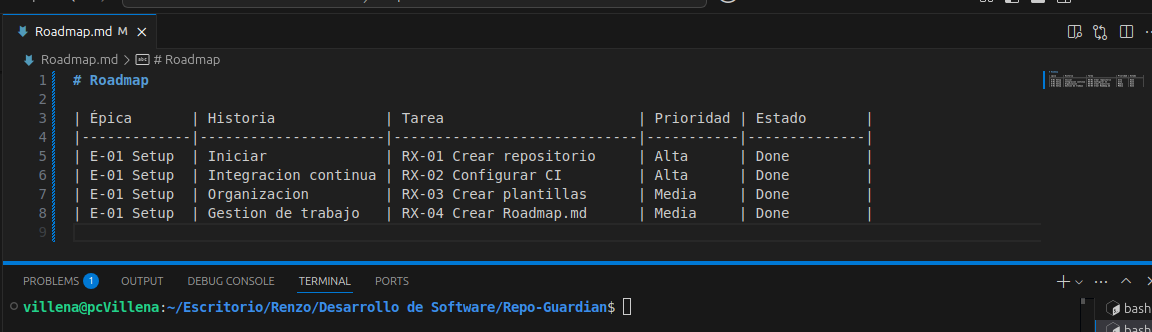 Roadmap.md M
Roadmap.md > # Roadmap
1 # Roadmap
2
3 | Épica | Historia | Tarea | Prioridad | Estado |
4 |-------------|---------------------|-----------------------------|-----------|--------------|
5 | E-01 Setup | Iniciar | RX-01 Crear repositorio | Alta | Done |
6 | E-01 Setup | Integracion continua | RX-02 Configurar CI | Alta | Done |
7 | E-01 Setup | Organizacion | RX-03 Crear plantillas | Media | Done |
8 | E-01 Setup | Gestion de trabajo | RX-04 Crear Roadmap.md | Media | Done |
9
PROBLEMS 1 OUTPUT DEBUG CONSOLE TERMINAL PORTS
villena@pcVillena:~/Escritorio/Renzo/Desarrollo de Software/Repo-Guardian$
bash
bash